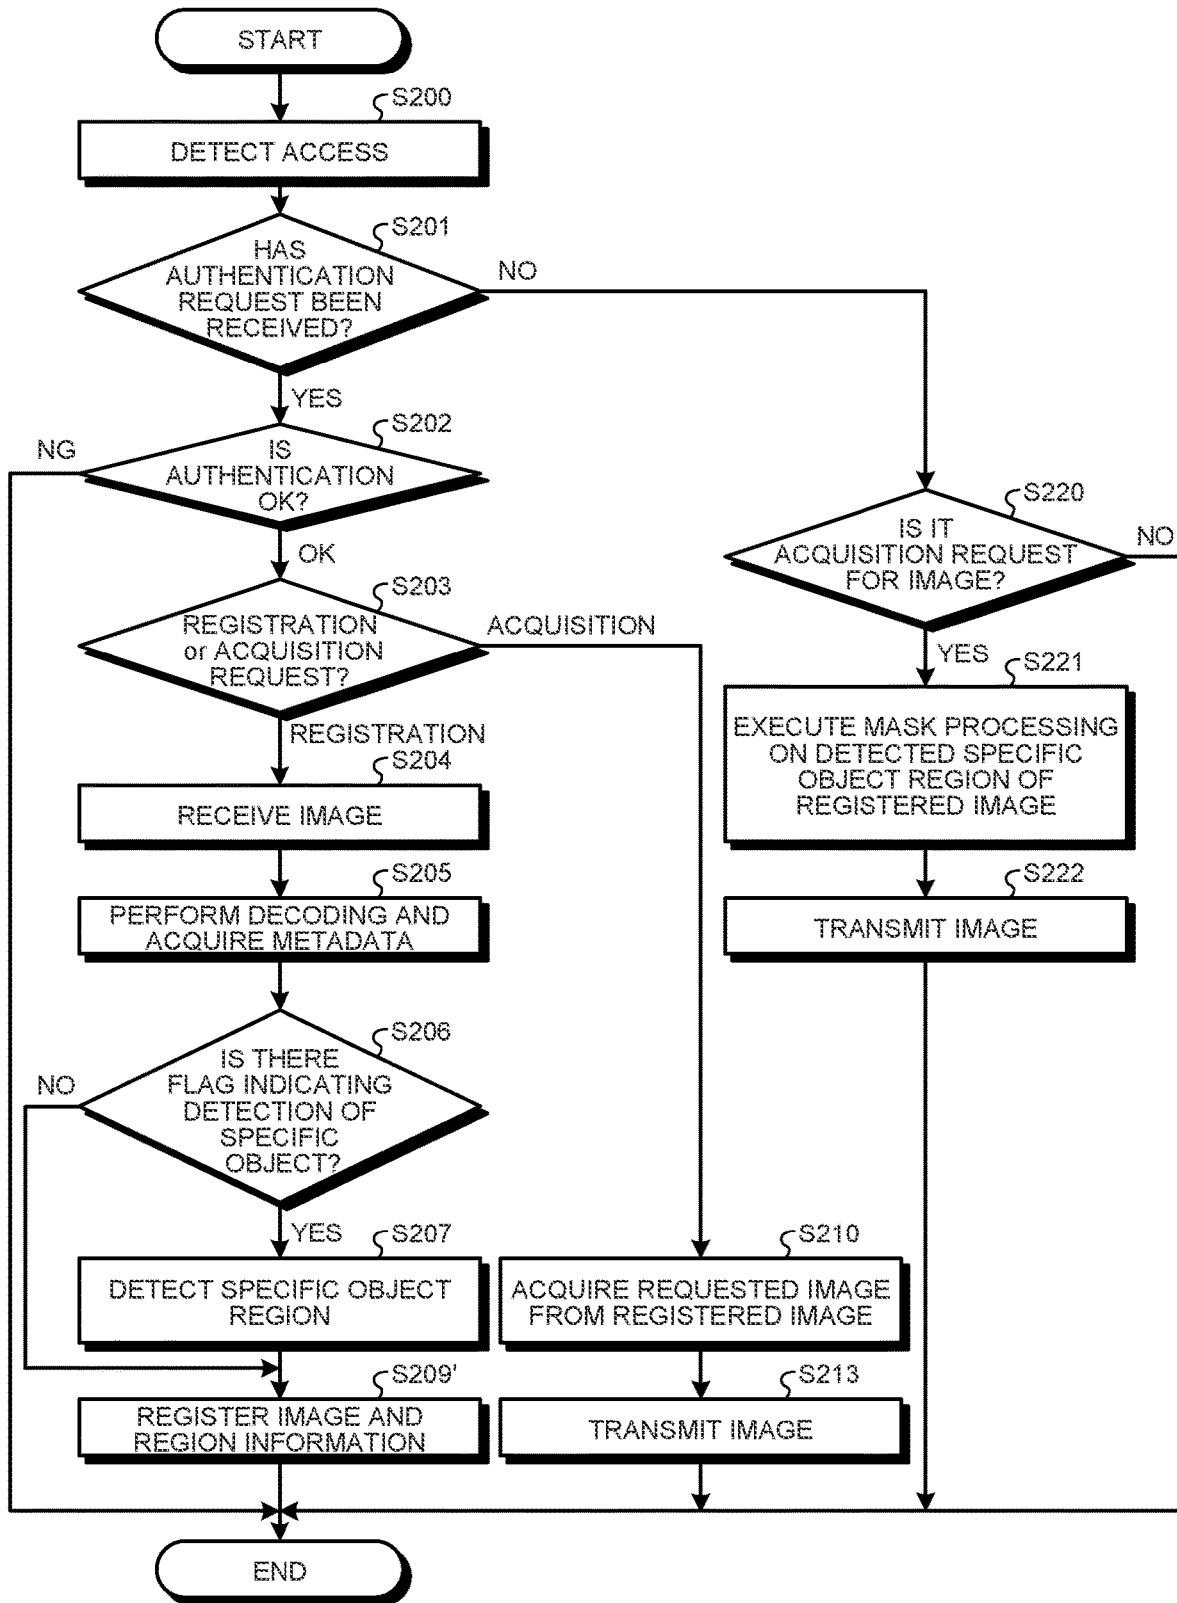 START
S200
DETECT ACCESS
S201
HAS
AUTHENTICATION
REQUEST BEEN
RECEIVED?
NO
YES
S202
NG
IS
AUTHENTICATION
OK?
OK
S203
REGISTRATION
or ACQUISITION
REQUEST?
ACQUISITION
REGISTRATION
S204
RECEIVE IMAGE
S205
PERFORM DECODING AND
ACQUIRE METADATA
S206
NO
IS THERE
FLAG INDICATING
DETECTION OF
SPECIFIC
OBJECT?
YES
S207
DETECT SPECIFIC OBJECT
REGION
S209'
REGISTER IMAGE AND
REGION INFORMATION
S210
ACQUIRE REQUESTED IMAGE
FROM REGISTERED IMAGE
S213
TRANSMIT IMAGE
S220
IS IT
ACQUISITION REQUEST
FOR IMAGE?
NO
YES
S221
EXECUTE MASK PROCESSING
ON DETECTED SPECIFIC
OBJECT REGION OF
REGISTERED IMAGE
S222
TRANSMIT IMAGE
END